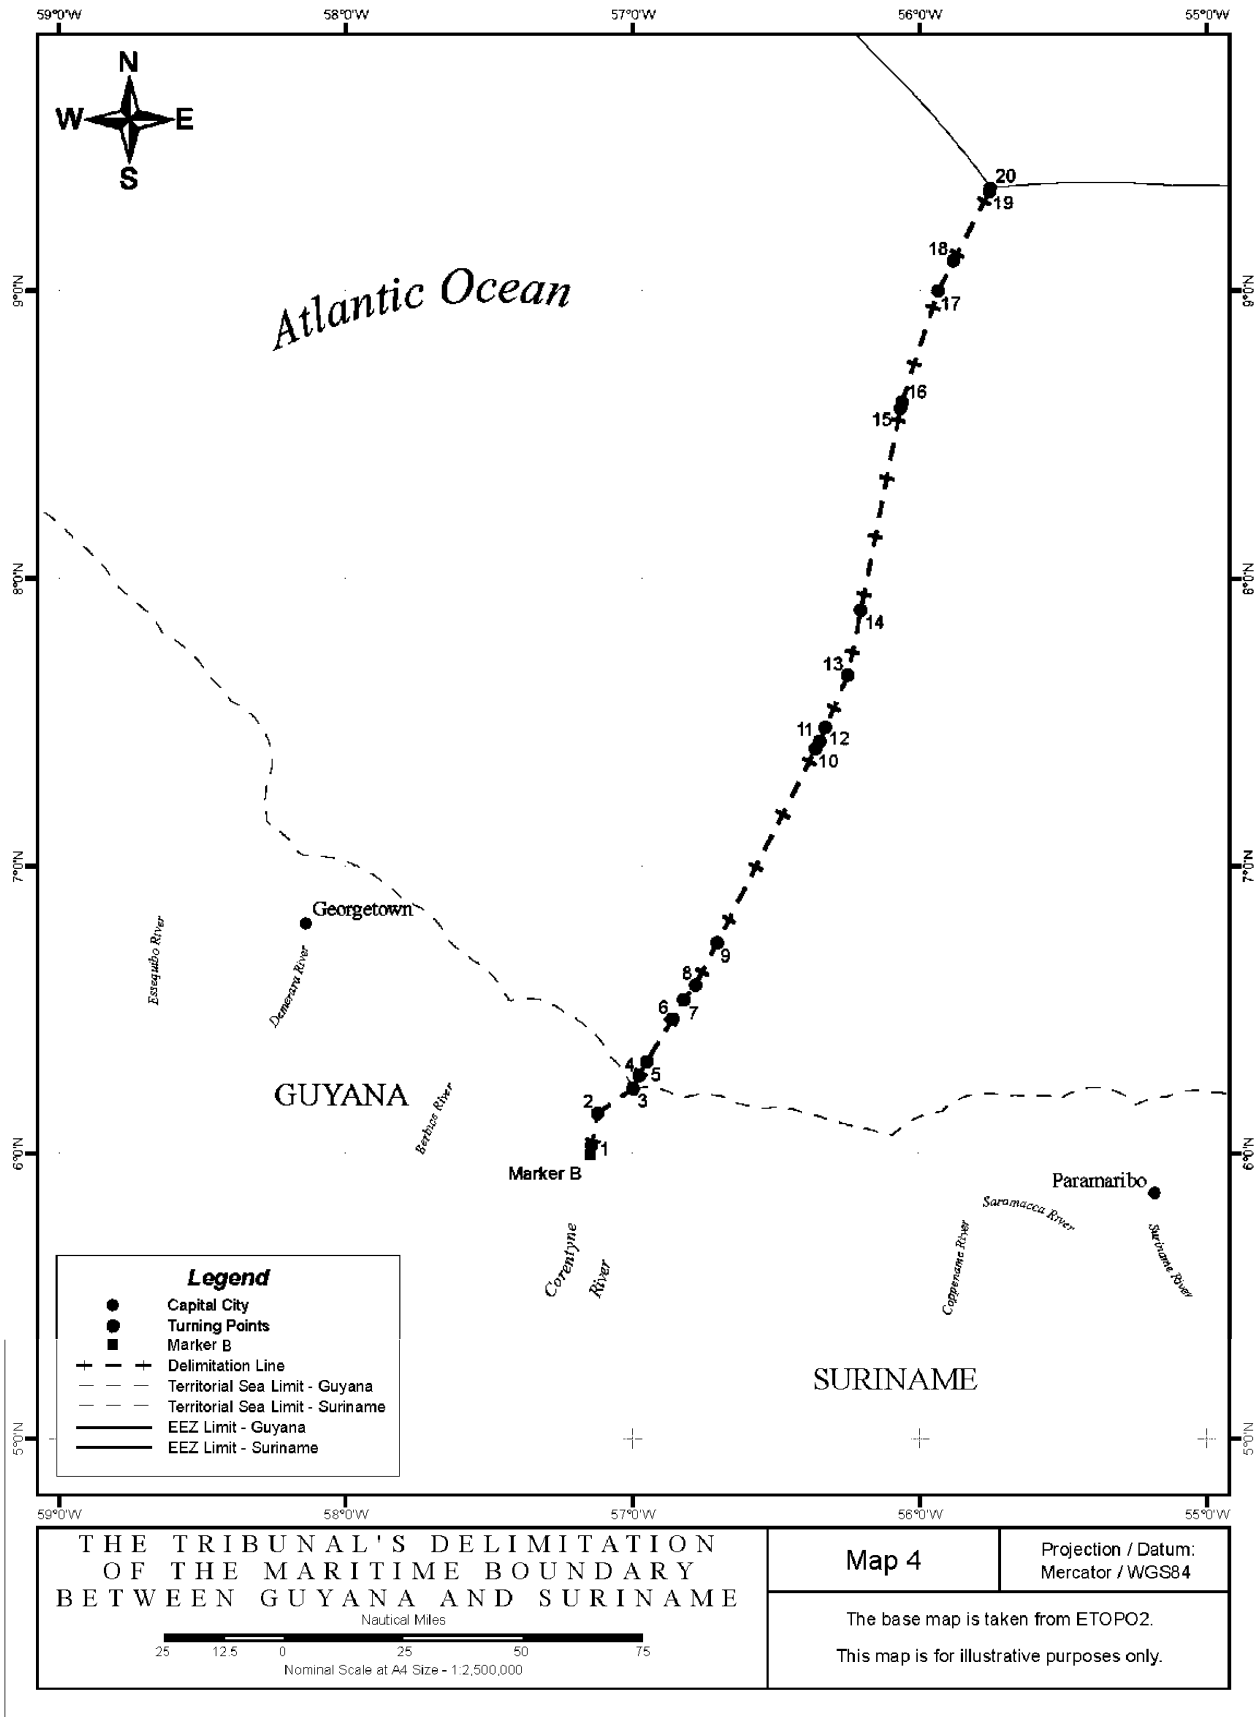 59°0'W 58°0'W 57°0'W 56°0'W 55°0'W
N
W E
S
20
19
18
9°0'N 9°0'N
17
Atlantic Ocean
16
15
8°0'N 8°0'N
14
13
11
12
10
7°0'N 7°0'N
Georgetown
Essequibo River
Demerara River
9
8
7
6
4
5
3
GUYANA
Berbice River
2
1
6°0'N 6°0'N
Marker B
Paramaribo
Saramacca River
Corentyne
River
Coppename River
Suriname River
SURINAME
Legend
Capital City
Turning Points
Marker B
Delimitation Line
Territorial Sea Limit - Guyana
Territorial Sea Limit - Suriname
EEZ Limit - Guyana
EEZ Limit - Suriname
5°0'N 5°0'N
59°0'W 58°0'W 57°0'W 56°0'W 55°0'W
THE TRIBUNAL'S DELIMITATION
OF THE MARITIME BOUNDARY
BETWEEN GUYANA AND SURINAME
Nautical Miles
25 12.5 0 25 50 75
Nominal Scale at A4 Size - 1:2,500,000
Map 4
Projection / Datum:
Mercator / WGS84
The base map is taken from ETOPO2.
This map is for illustrative purposes only.